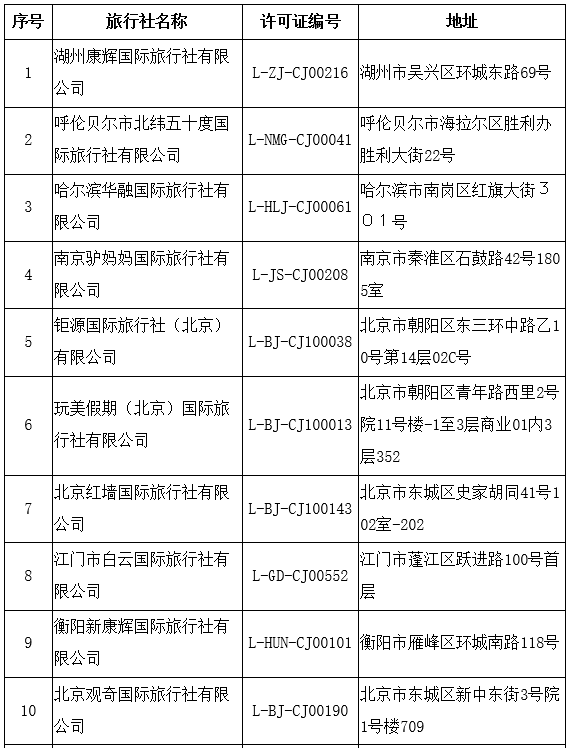 序号 旅行社名称 许可证编号 地址
1 湖州康辉国际旅行社有限 L-ZJ-CJ00216 湖州市吴兴区环城东路69号
公司
2 呼伦贝尔市北纬五十度国 L-NMG-CJ00041 呼伦贝尔市海拉尔区胜利办
际旅行社有限公司 胜利大街22号
3 哈尔滨华融国际旅行社有 L-HLJ-CJ00061 哈尔滨市南岗区红旗大街３
限公司 ０１号
4 南京驴妈妈国际旅行社有 L-JS-CJ00208 南京市秦淮区石鼓路42号180
限公司 5室
5 钜源国际旅行社（北京） L-BJ-CJ100038 北京市朝阳区东三环中路乙1
有限公司 0号第14层02C号
6 玩美假期（北京）国际旅 L-BJ-CJ100013 北京市朝阳区青年路西里2号
行社有限公司 院11号楼-1至3层商业01内3
层352
7 北京红墙国际旅行社有限 L-BJ-CJ100143 北京市东城区史家胡同41号1
公司 02室-202
8 江门市白云国际旅行社有 L-GD-CJ00552 江门市蓬江区跃进路100号首
限公司 层
9 衡阳新康辉国际旅行社有 L-HUN-CJ00101 衡阳市雁峰区环城南路118号
限公司
10 北京观奇国际旅行社有限 L-BJ-CJ00190 北京市东城区新中东街3号院
公司 1号楼709